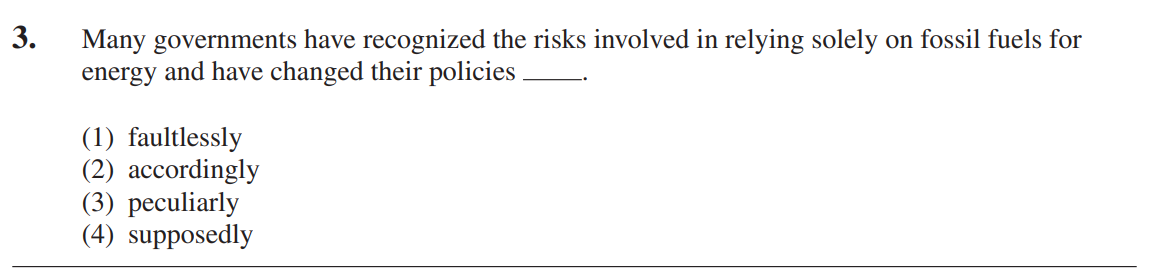 3. Many governments have recognized the risks involved in relying solely on fossil fuels for
energy and have changed their policies _____.
(1) faultlessly
(2) accordingly
(3) peculiarly
(4) supposedly